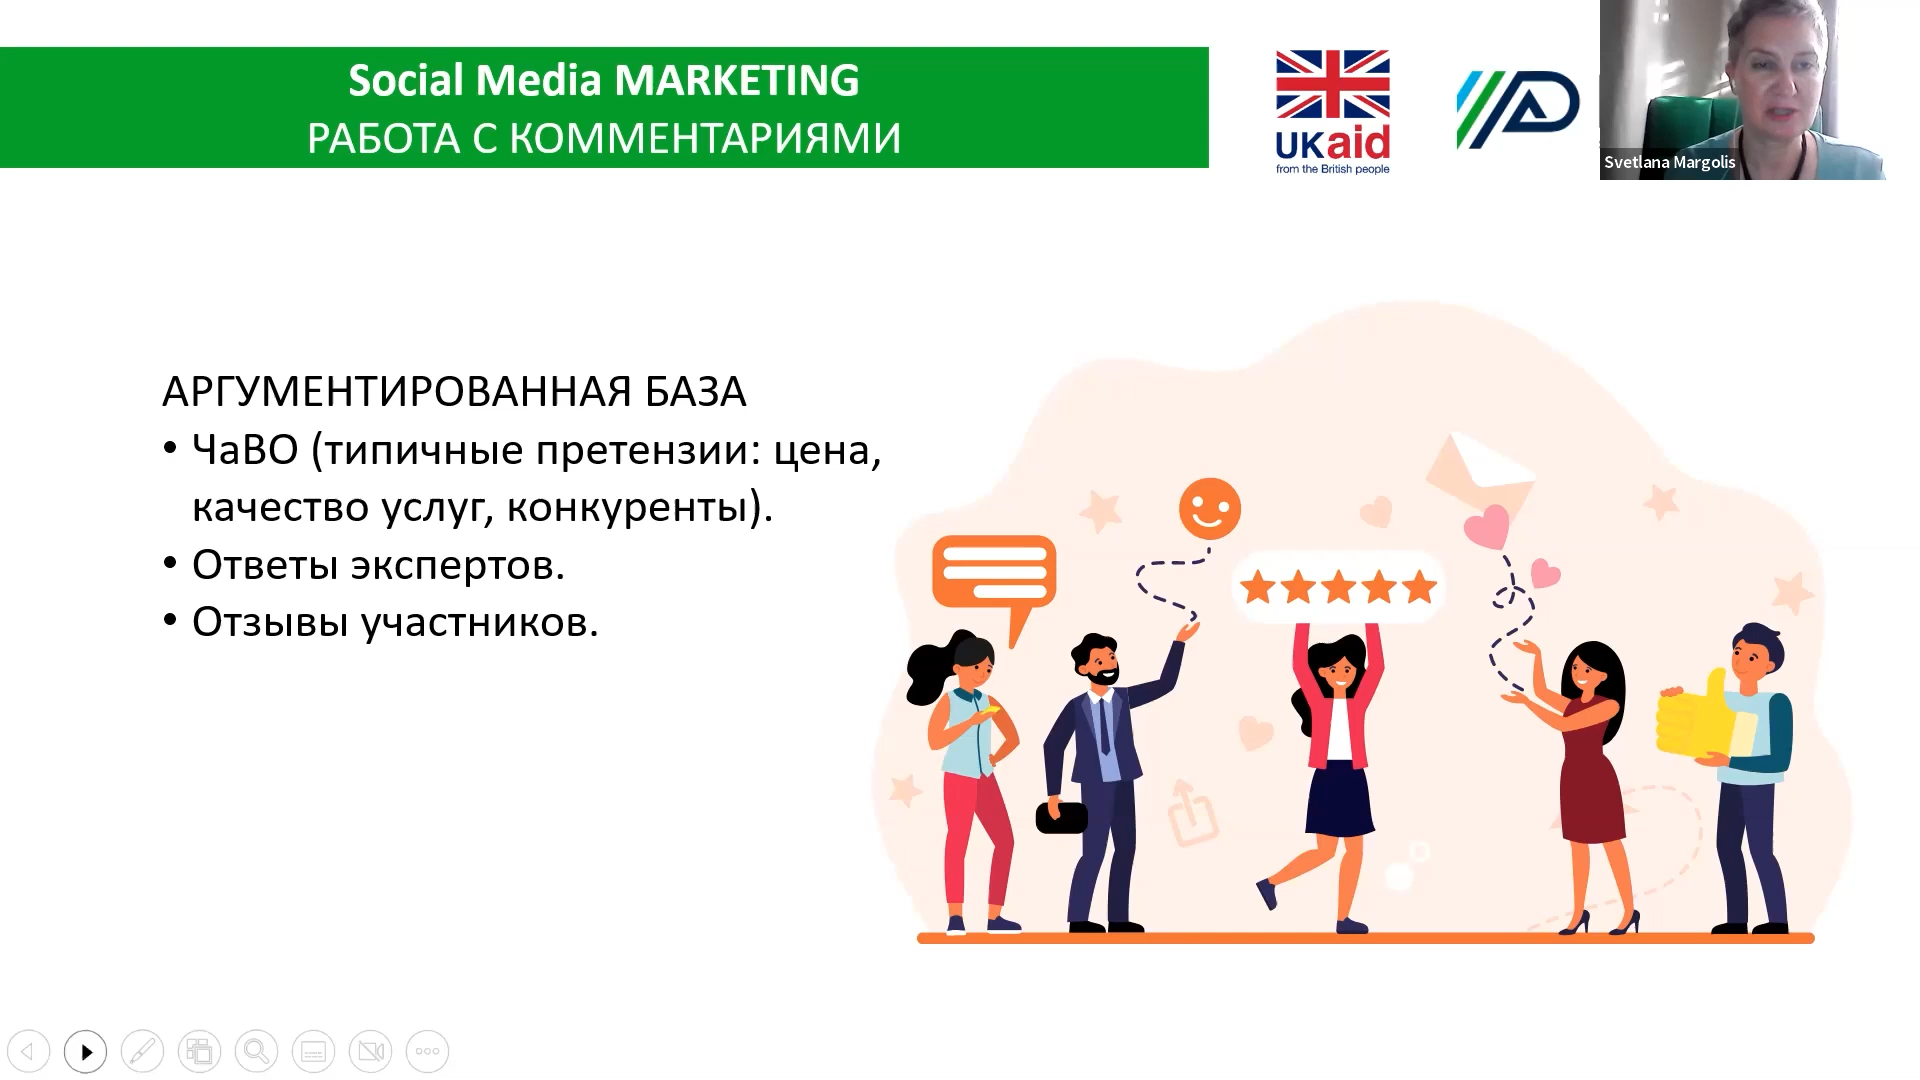 Social Media MARKETING
РАБОТА С КОММЕНТАРИЯМИ
UKaid
from the British people
Svetlana Margolis
АРГУМЕНТИРОВАННАЯ БАЗА
• ЧаВО (типичные претензии: цена,
качество услуг, конкуренты).
• Ответы экспертов.
• Отзывы участников.